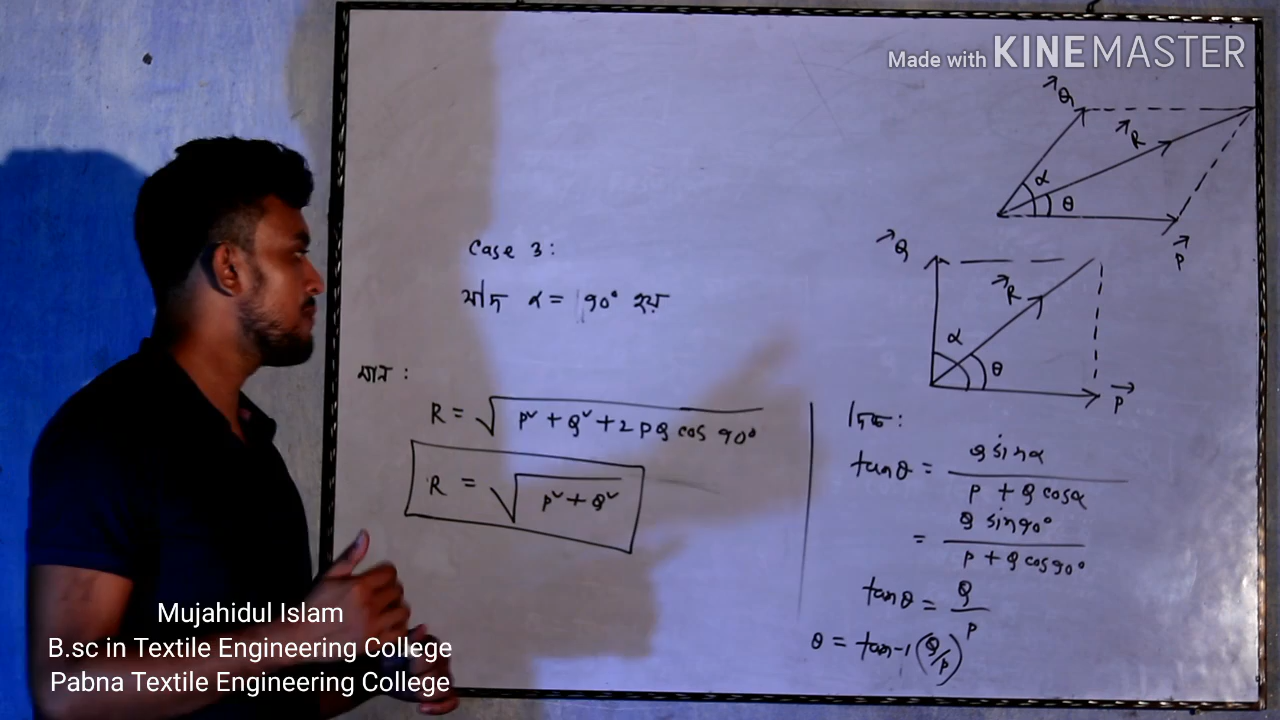 Made with KINEMASTER
Q
R
α
θ
P
Q
R
α
θ
P
Case 3:
যদি α = 90° হয়
মান :
R = √P² + Q² + 2PQ cos 90°
R = √P² + Q²
দিক:
tanθ = Q sinα / P + Q cosα
= Q sin90° / P + Q cos90°
tanθ = Q / P
θ = tan-1 (Q/P)
Mujahidul Islam
B.sc in Textile Engineering College
Pabna Textile Engineering College